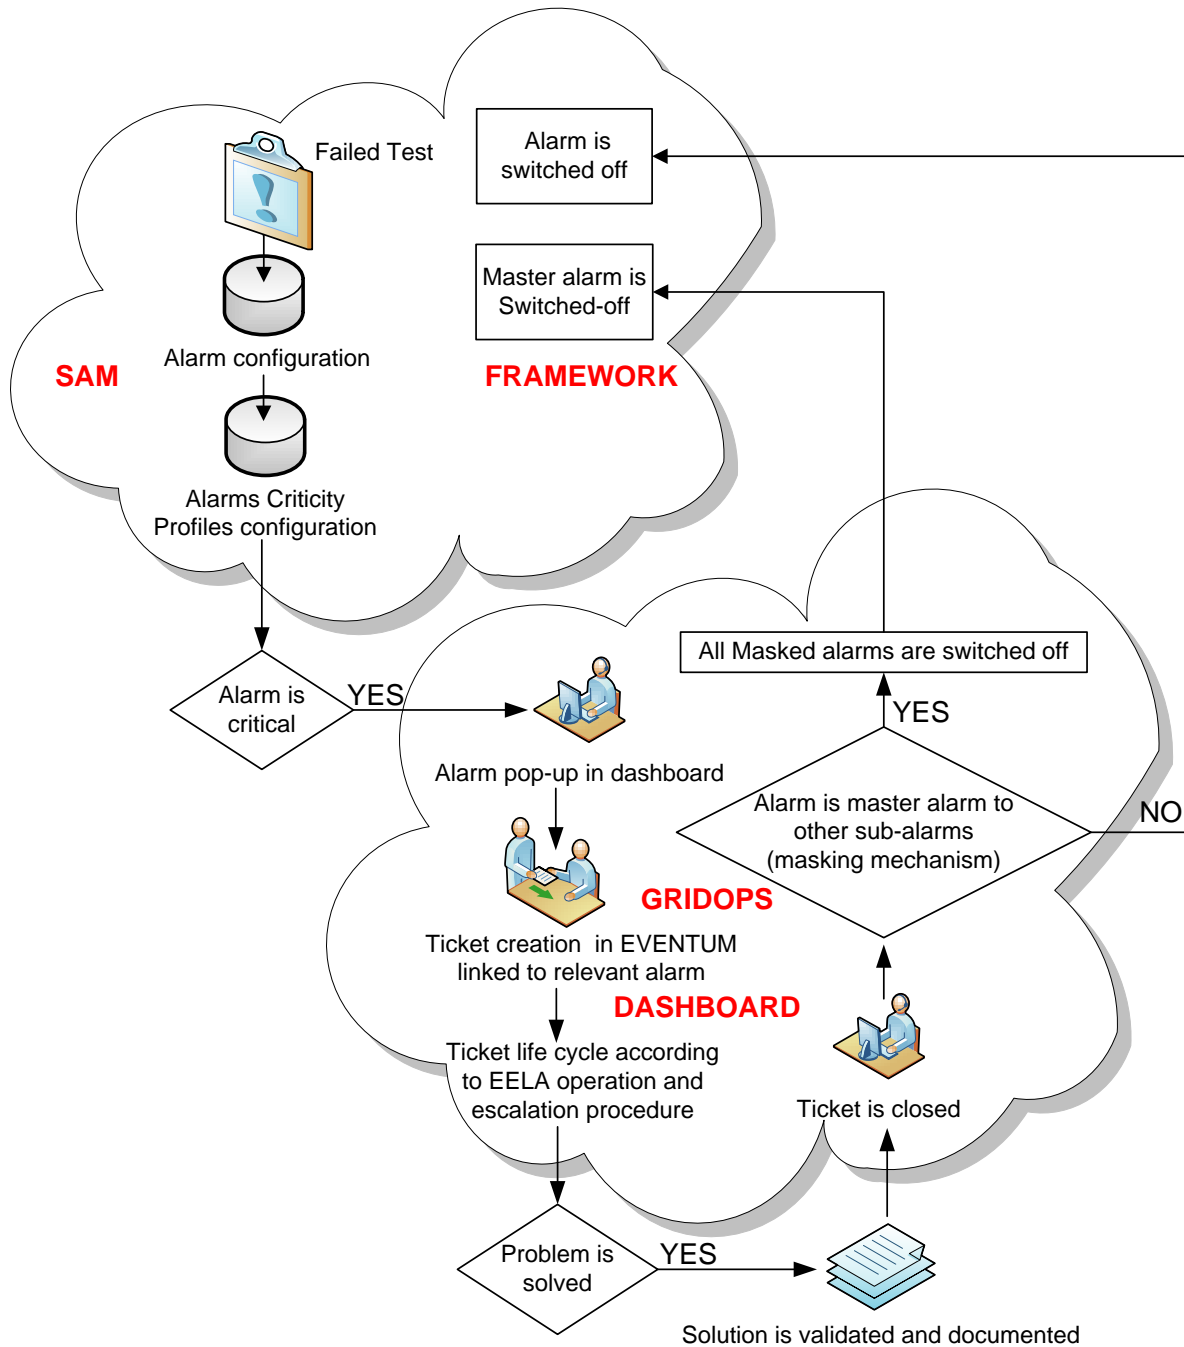 Failed Test
Alarm is
switched off
Master alarm is
Switched-off
Alarm configuration
SAM
FRAMEWORK
Alarms Criticity
Profiles configuration
Alarm is
critical
YES
Alarm pop-up in dashboard
Ticket creation in EVENTUM
linked to relevant alarm
GRIDOPS
DASHBOARD
Ticket life cycle according
to EELA operation and
escalation procedure
Problem is
solved
YES
Solution is validated and documented
Ticket is closed
Alarm is master alarm to
other sub-alarms
(masking mechanism)
YES
NO
All Masked alarms are switched off